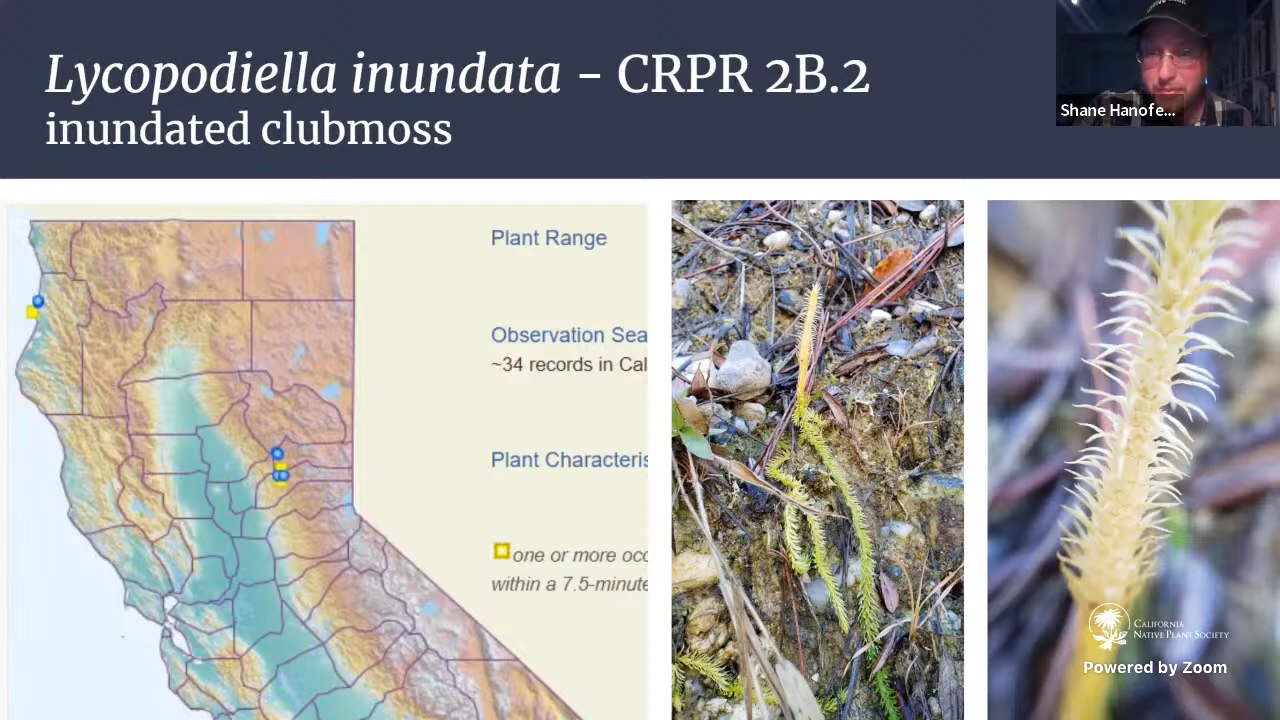 Lycopodiella inundata - CRPR 2B.2
inundated clubmoss
Shane Hanofe...
Plant Range
Observation Sea
~34 records in Cal
Plant Characteris
one or more occ
within a 7.5-minute
CALIFORNIA
NATIVE PLANT SOCIETY
Powered by Zoom